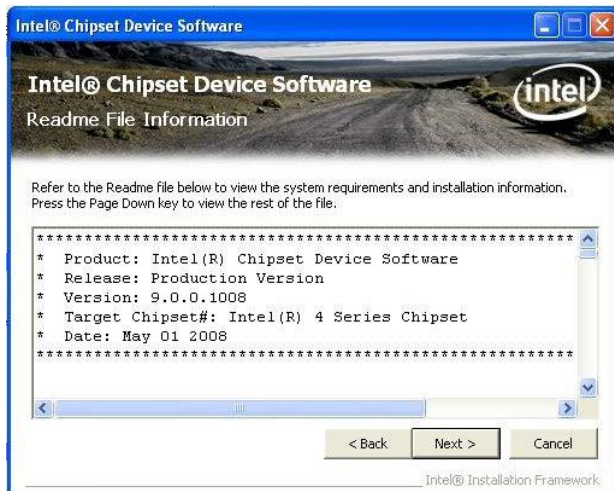 Intel® Chipset Device Software
Intel® Chipset Device Software
intel
Readme File Information
Refer to the Readme file below to view the system requirements and installation information.
Press the Page Down key to view the rest of the file.
********************************************************
* Product: Intel(R) Chipset Device Software
* Release: Production Version
* Version: 9.0.0.1008
* Target Chipset#: Intel(R) 4 Series Chipset
* Date: May 01 2008
********************************************************
< Back Next > Cancel
Intel® Installation Framework